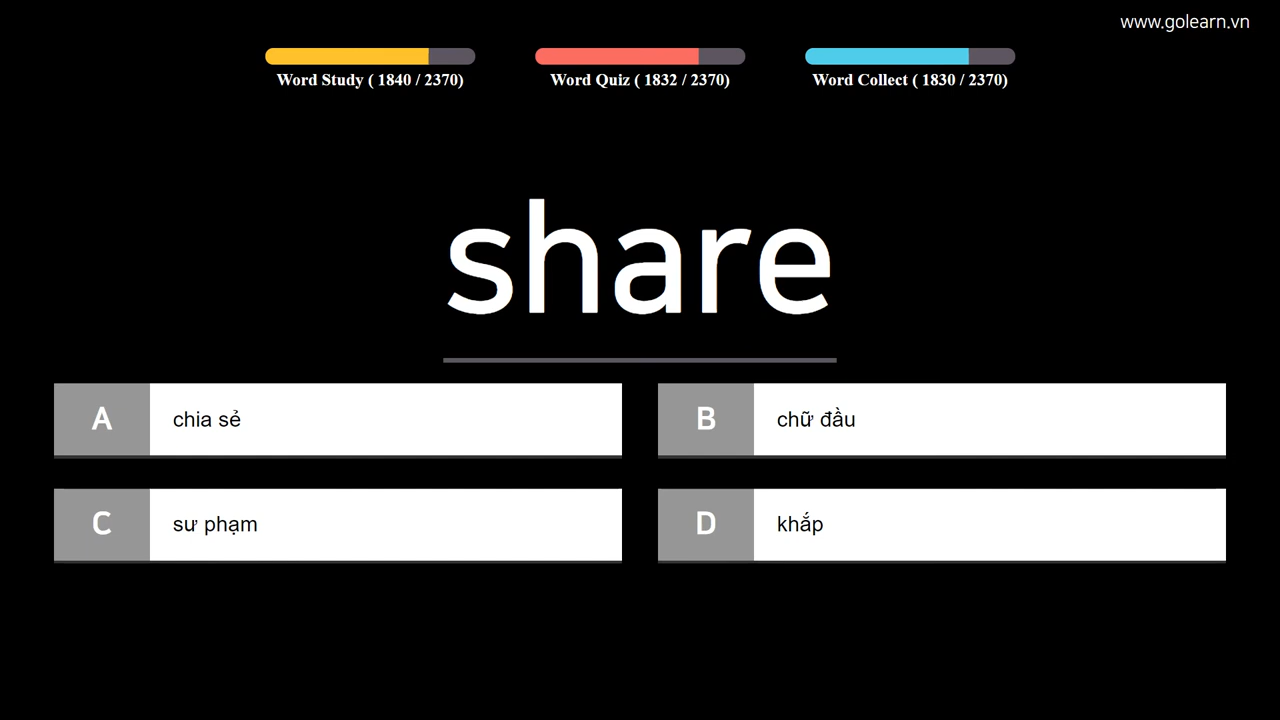 www.golearn.vn
Word Study ( 1840 / 2370)
Word Quiz ( 1832 / 2370)
Word Collect ( 1830 / 2370)
share
A
chia sẻ
B
chữ đầu
C
sư phạm
D
khắp